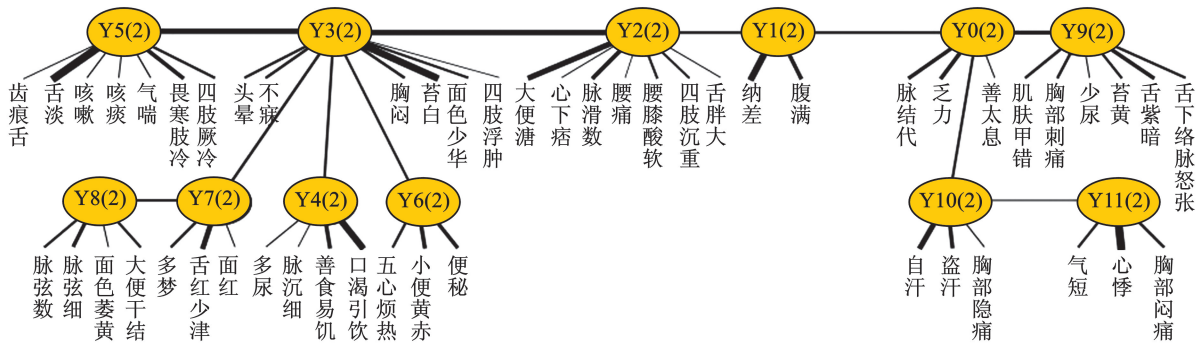 Y5(2) Y3(2) Y2(2) Y1(2) Y0(2) Y9(2)
齿痕舌
舌淡
咳嗽
咳痰
气喘
畏寒肢冷
四肢厥冷
头晕
不寐
胸闷
苔白
面色少华
四肢浮肿
大便溏
心下痞
脉滑数
腰痛
腰膝酸软
四肢沉重
舌胖大
纳差
腹满
脉结代
乏力
善太息
肌肤甲错
胸部刺痛
少尿
苔黄
舌紫暗
舌下络脉怒张
Y8(2) Y7(2) Y4(2) Y6(2) Y10(2) Y11(2)
脉弦数
脉弦细
面色萎黄
大便干结
多梦
舌红少津
面红
多尿
脉沉细
善食易饥
口渴引饮
五心烦热
小便黄赤
便秘
自汗
盗汗
胸部隐痛
气短
心悸
胸部闷痛